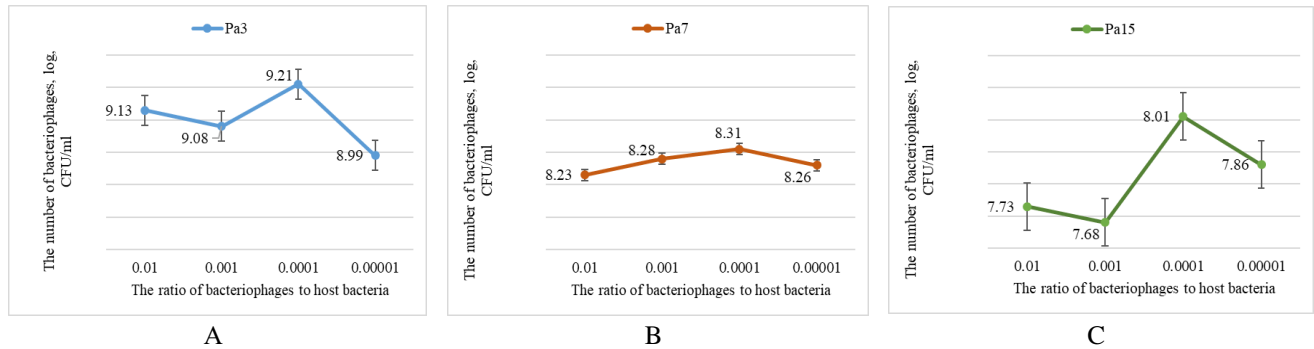 Pa3
The number of bacteriophages, log,
CFU/ml
9.13
9.08
9.21
8.99
0.01 0.001 0.0001 0.00001
The ratio of bacteriophages to host bacteria
A
Pa7
The number of bacteriophages, log,
CFU/ml
8.23
8.28
8.31
8.26
0.01 0.001 0.0001 0.00001
The ratio of bacteriophages to host bacteria
B
Pa15
The number of bacteriophages, log,
CFU/ml
7.73
7.68
8.01
7.86
0.01 0.001 0.0001 0.00001
The ratio of bacteriophages to host bacteria
C